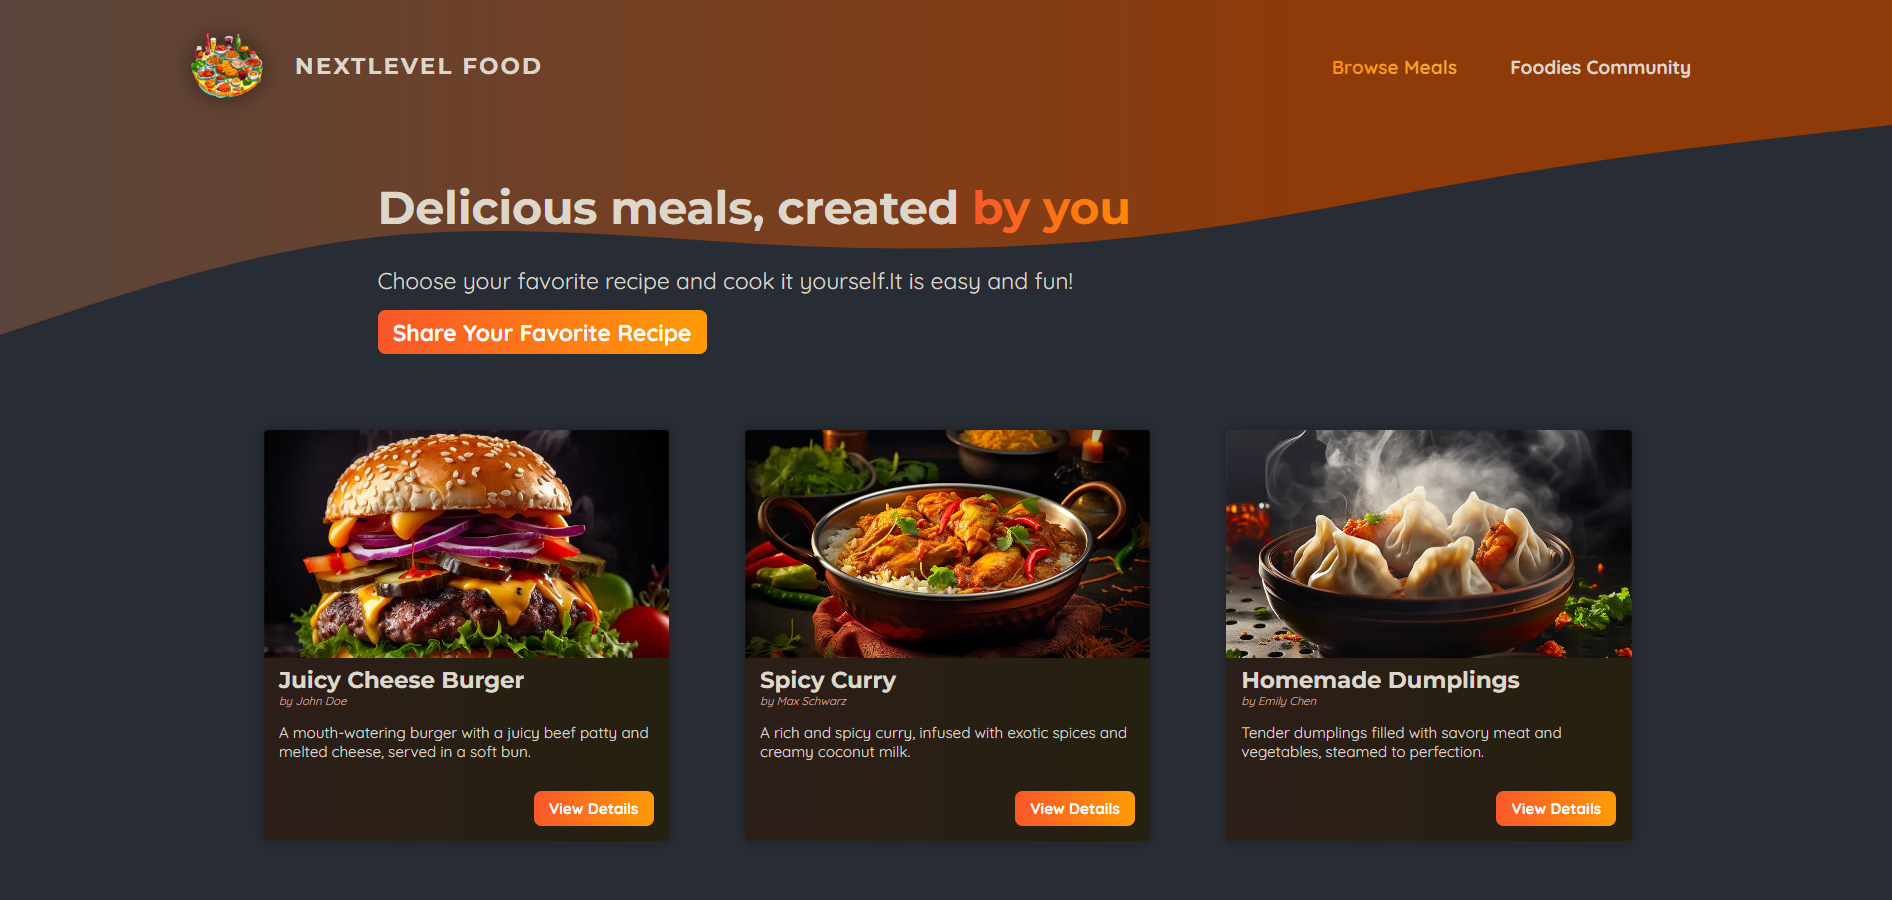 NEXTLEVEL FOOD
Browse Meals
Foodies Community
Delicious meals, created by you
Choose your favorite recipe and cook it yourself.It is easy and fun!
Share Your Favorite Recipe
Juicy Cheese Burger
by John Doe
A mouth-watering burger with a juicy beef patty and
melted cheese, served in a soft bun.
View Details
Spicy Curry
by Max Schwarz
A rich and spicy curry, infused with exotic spices and
creamy coconut milk.
View Details
Homemade Dumplings
by Emily Chen
Tender dumplings filled with savory meat and
vegetables, steamed to perfection.
View Details